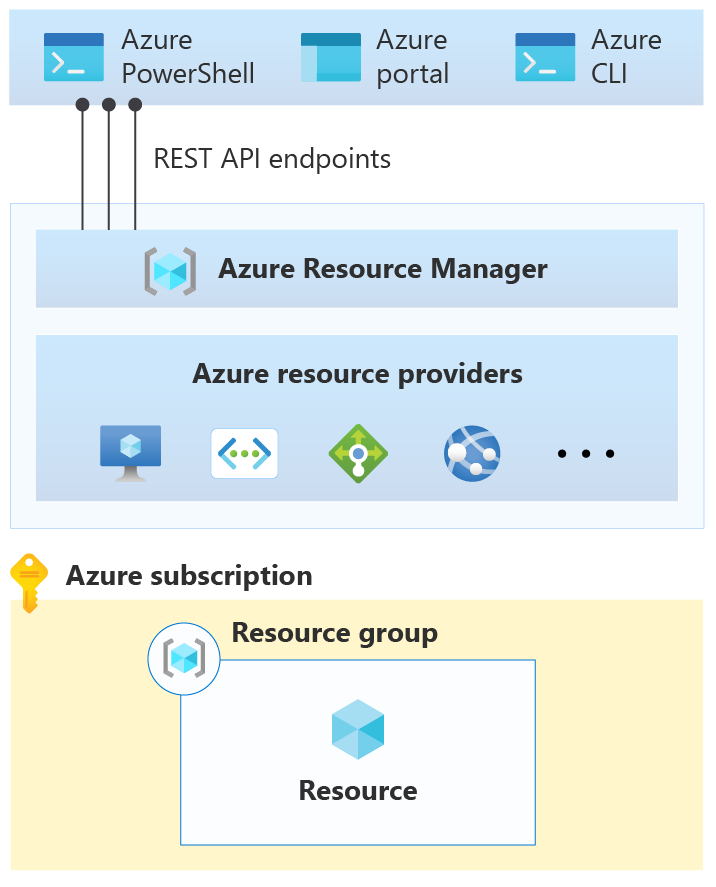 Azure
PowerShell
Azure
portal
Azure
CLI
REST API endpoints
Azure Resource Manager
Azure resource providers
Azure subscription
Resource group
Resource